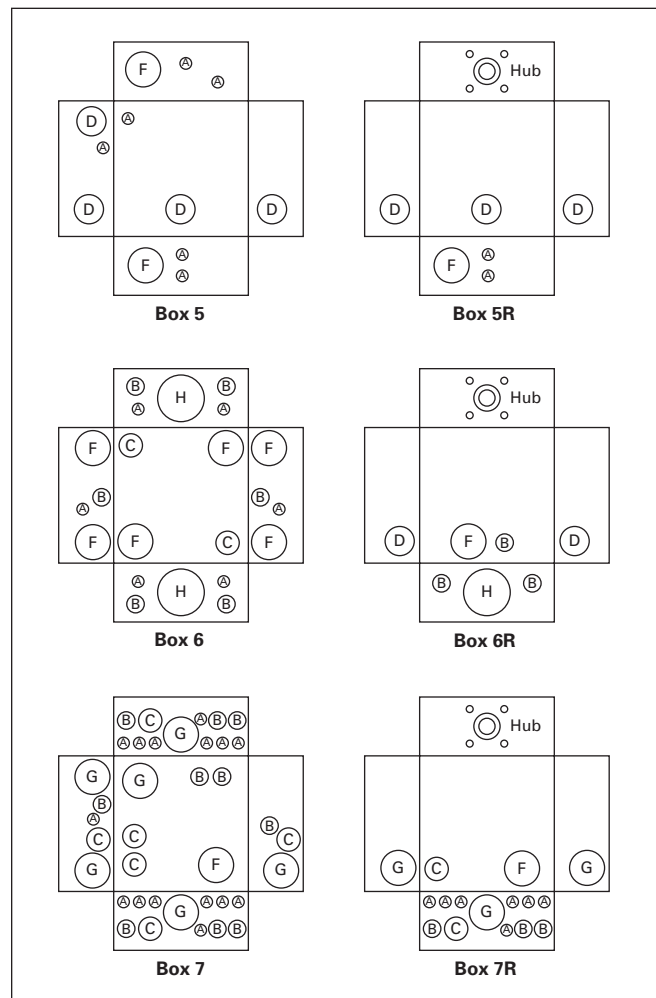 F A
A
D A
A
D D D
F A
A
Box 5
Hub
D D D
F A
A
Box 5R
B H B
A A
F C F F
A B B A
F F C F
A H A
B B
Box 6
Hub
D F B D
B H B
Box 6R
B C G A B B
A A A A A A
G G B B
B
A B
C C C
G C F G
A A A G A A A
B C A B B
Box 7
Hub
G C F G
A A A G A A A
B C A B B
Box 7R